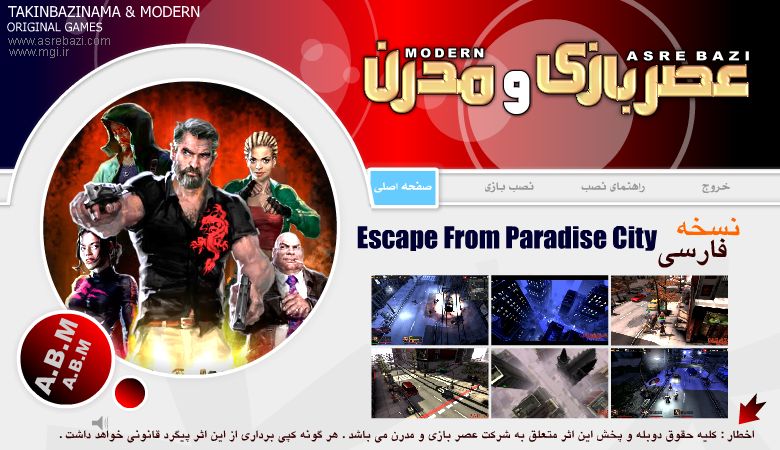 TAKINBAZINAMA & MODERN
ORIGINAL GAMES
www.asrebazi.com
www.mgi.ir
MODERN
ASRE BAZI
عصر بازی و مدرن
صفحه اصلی
نصب بازی
راهنمای نصب
خروج
Escape From Paradise City
نسخه
فارسی
A.B.M
A.B.M
اخطار : کلیه حقوق دوبله و پخش این اثر متعلق به شرکت عصر بازی و مدرن می باشد . هر گونه کپی برداری از این اثر پیگرد قانونی خواهد داشت .